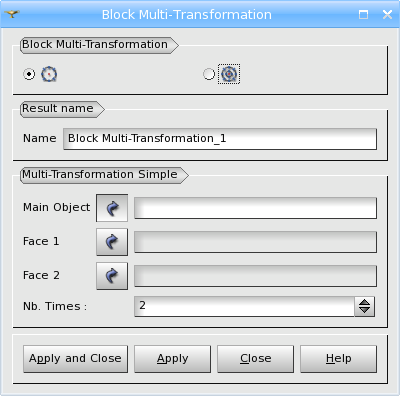 Block Multi-Transformation
Block Multi-Transformation
Result name
Name Block Multi-Transformation_1
Multi-Transformation Simple
Main Object
Face 1
Face 2
Nb. Times : 2
Apply and Close Apply Close Help